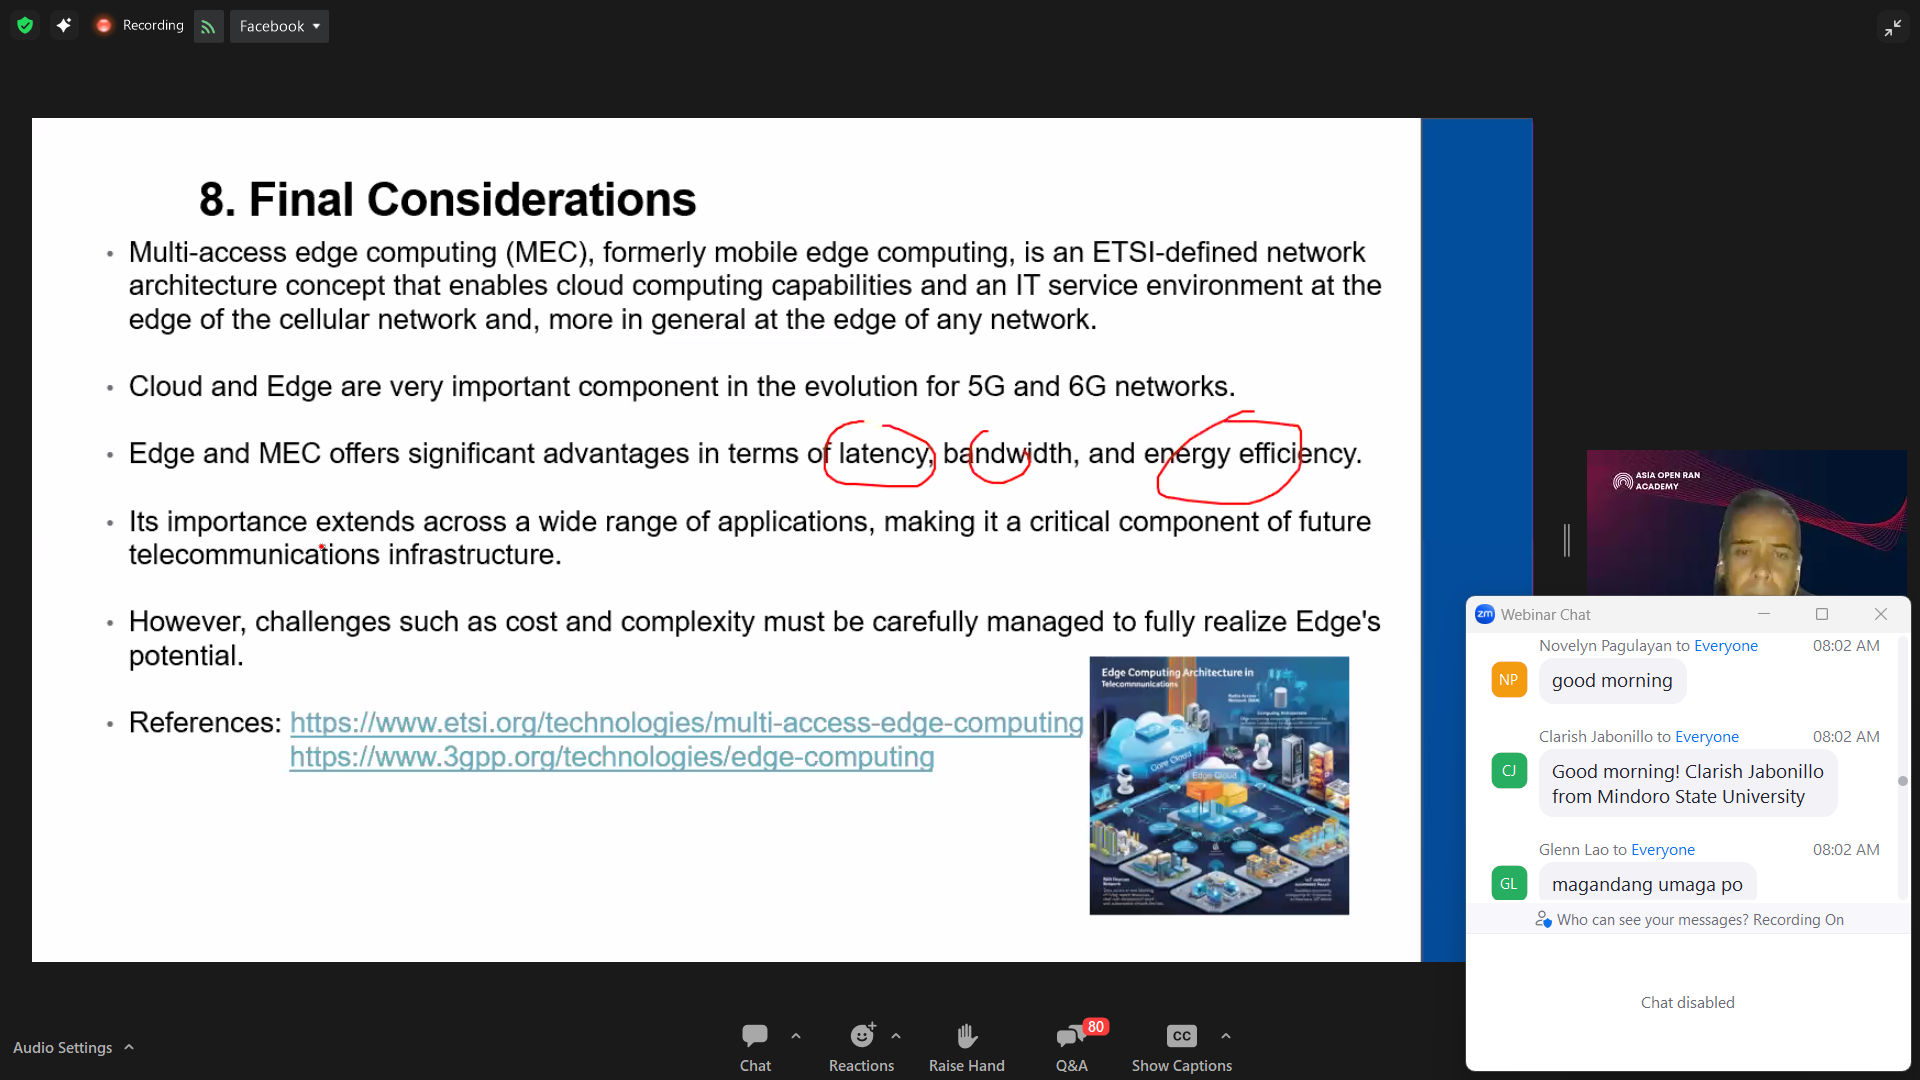 Recording
Facebook
8. Final Considerations
• Multi-access edge computing (MEC), formerly mobile edge computing, is an ETSI-defined network
architecture concept that enables cloud computing capabilities and an IT service environment at the
edge of the cellular network and, more in general at the edge of any network.
• Cloud and Edge are very important component in the evolution for 5G and 6G networks.
• Edge and MEC offers significant advantages in terms of latency, bandwidth, and energy efficiency.
• Its importance extends across a wide range of applications, making it a critical component of future
telecommunications infrastructure.
• However, challenges such as cost and complexity must be carefully managed to fully realize Edge's
potential.
• References: https://www.etsi.org/technologies/multi-access-edge-computing
https://www.3gpp.org/technologies/edge-computing
Edge Computing Architecture in
Telecomnnunications
Core Cloud
Edge Cloud
ASIA OPEN RAN
ACADEMY
zm Webinar Chat
Novelyn Pagulayan to Everyone 08:02 AM
NP good morning
Clarish Jabonillo to Everyone 08:02 AM
CJ Good morning! Clarish Jabonillo
from Mindoro State University
Glenn Lao to Everyone 08:02 AM
GL magandang umaga po
Who can see your messages? Recording On
Chat disabled
Audio Settings
Chat
Reactions
Raise Hand
80
Q&A
CC
Show Captions